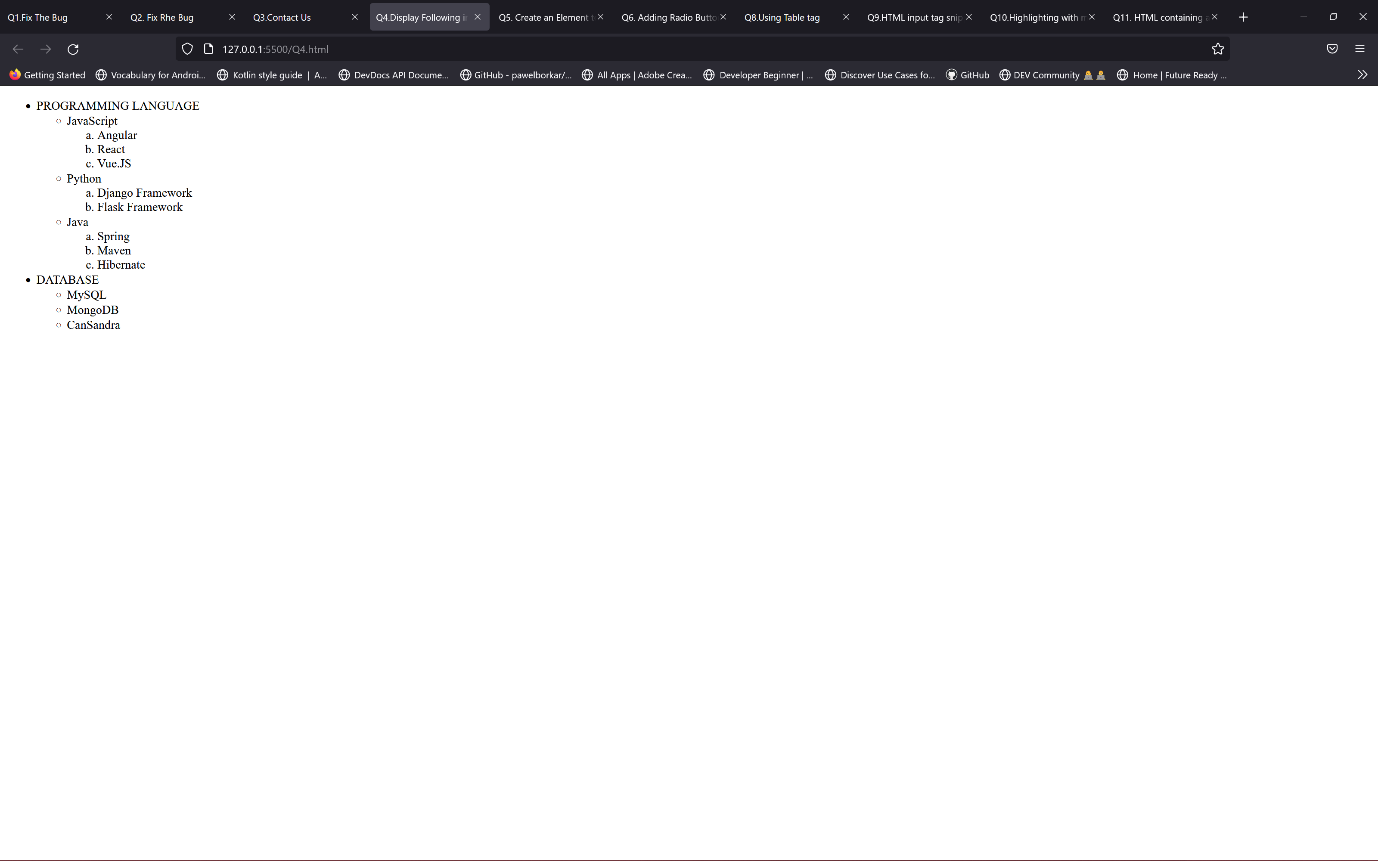 Q1.Fix The Bug
Q2. Fix Rhe Bug
Q3.Contact Us
Q4.Display Following i
Q5. Create an Element
Q6. Adding Radio Butto
Q8.Using Table tag
Q9.HTML input tag snip
Q10.Highlighting with
Q11. HTML containing
127.0.0.1:5500/Q4.html
Getting Started
Vocabulary for Androi...
Kotlin style guide | A...
DevDocs API Docume...
GitHub - pawelborkar/...
All Apps | Adobe Crea...
Developer Beginner | ...
Discover Use Cases fo...
GitHub
DEV Community
Home | Future Ready ...
• PROGRAMMING LANGUAGE
○ JavaScript
a. Angular
b. React
c. Vue.JS
○ Python
a. Django Framework
b. Flask Framework
○ Java
a. Spring
b. Maven
c. Hibernate
• DATABASE
○ MySQL
○ MongoDB
○ CanSandra